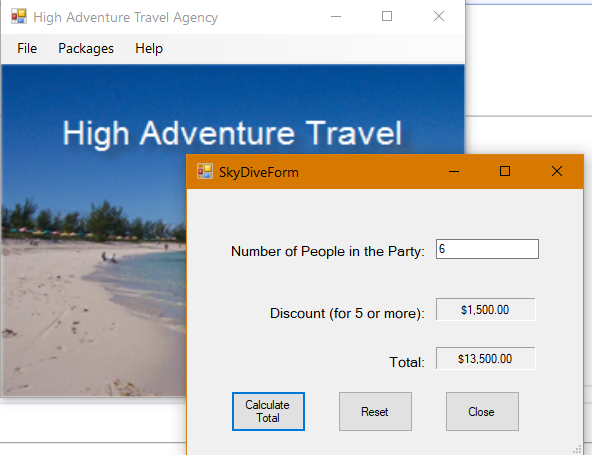 High Adventure Travel Agency
File Packages Help
High Adventure Travel
SkyDiveForm
Number of People in the Party: 6
Discount (for 5 or more): $1,500.00
Total: $13,500.00
Calculate
Total
Reset
Close